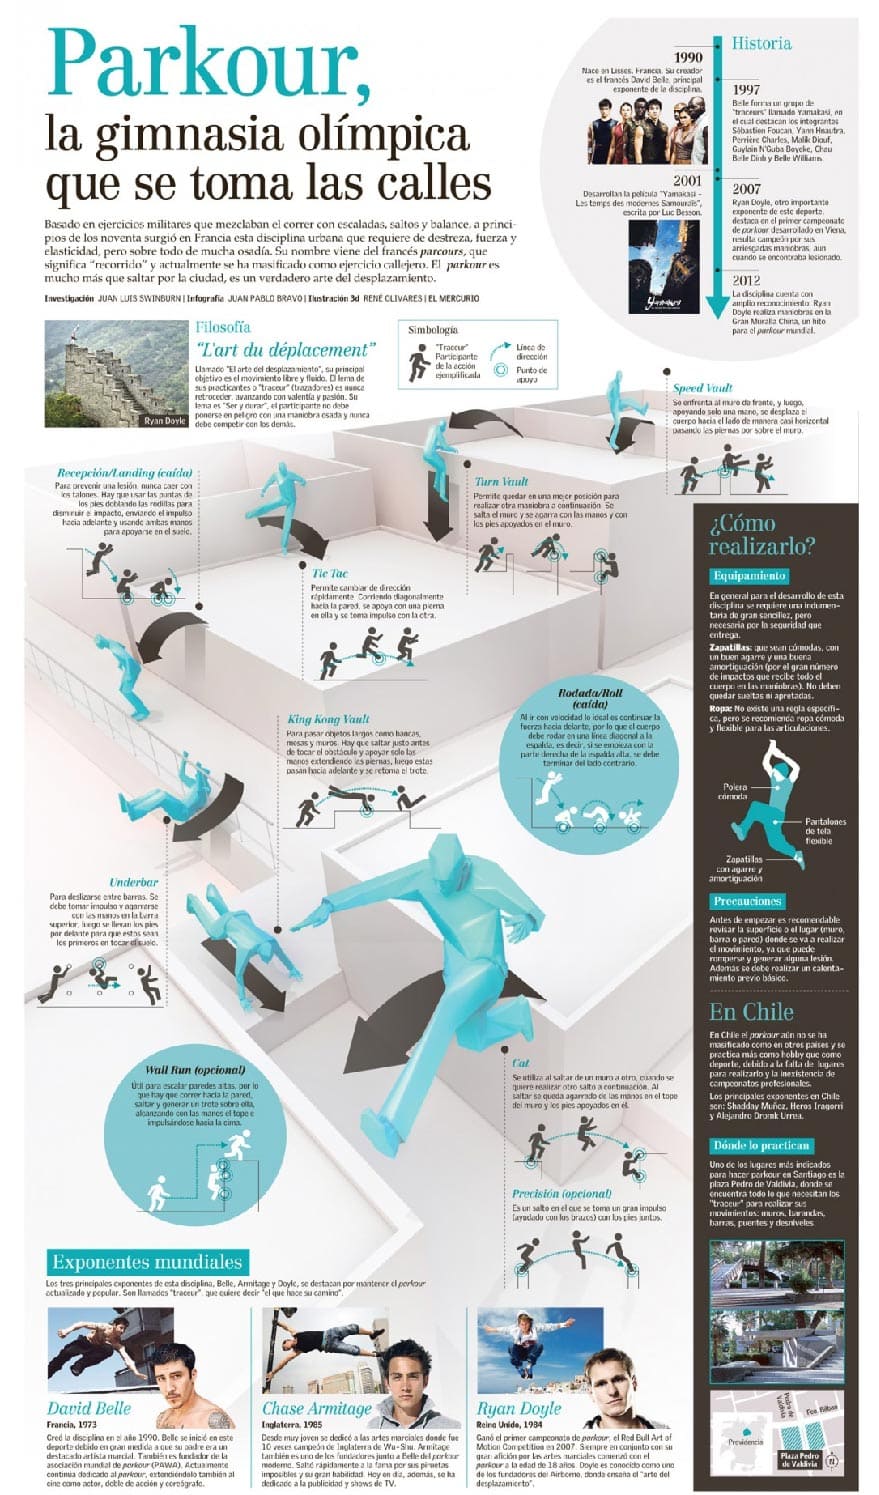 Parkour,
la gimnasia olímpica
que se toma las calles
Basado en ejercicios militares que mezclaban el correr con escaladas, saltos y balance, a princi-
pios de los noventa surgió en Francia esta disciplina urbana que requiere de destreza, fuerza y
elasticidad, pero sobre todo de mucha osadía. Su nombre viene del francés parcours, que
significa "recorrido" y actualmente se ha masificado como ejercicio callejero. El parkour es
mucho más que saltar por la ciudad, es un verdadero arte del desplazamiento.
Investigación JUAN LUIS SWINBURN | Infografía JUAN PABLO BRAVO | Ilustración 3d RENÉ OLIVARES | EL MERCURIO
Historia
1990
Nace en Lisses, Francia. Su creador
es el francés David Belle, principal
exponente de la disciplina.
1997
Belle forma un grupo de
"traceurs" llamado Yamakasi, en
el cual destacan los integrantes
Sébastien Foucan, Yann Hnautra,
Perrière Charles, Malik Diouf,
Guylain N'Guba Boyeke, Chau
Belle Dinh y Belle Williams.
2001
Desarrollan la película "Yamakasi -
Les temps des modernes Samouraïs",
escrita por Luc Besson.
2007
Ryan Doyle, otro importante
exponente de este deporte,
destaca en el primer campeonato
de parkour desarrollado en Viena,
resulta campeón por sus
arriesgadas maniobras, aun
cuando se encontraba lesionado.
2012
La disciplina cuenta con
amplio reconocimiento. Ryan
Doyle realiza maniobras en la
Gran Muralla China, un hito
para el parkour mundial.
Yamakasi
Ryan Doyle
Filosofía
"L'art du déplacement"
Llamado "El arte del desplazamiento", su principal
objetivo es el movimiento libre y fluido. El lema de
sus practicantes o "traceur" (trazadores) es nunca
retroceder, avanzando con valentía y pasión. Su
lema es "Ser y durar", el participante no debe
ponerse en peligro con una maniobra osada y nunca
debe competir con los demás.
Simbología
"Traceur"
Participante
de la acción
ejemplificada
Línea de
dirección
Punto de
apoyo
Speed Vault
Se enfrenta al muro de frente, y luego,
apoyando solo una mano, se desplaza el
cuerpo hacia el lado de manera casi horizontal
pasando las piernas por sobre el muro.
Recepción/Landing (caída)
Para prevenir una lesión, nunca caer con
los talones. Hay que usar las puntas de
los pies doblando las rodillas para
disminuir el impacto, enviando el impulso
hacia adelante y usando ambas manos
para apoyarse en el suelo.
Turn Vault
Permite quedar en una mejor posición para
realizar otra maniobra a continuación. Se
salta el muro y se agarra con las manos y con
los pies apoyados en el muro.
Tic Tac
Permite cambiar de dirección
rápidamente. Corriendo diagonalmente
hacia la pared, se apoya con una pierna
en ella y se toma impulso con la otra.
King Kong Vault
Para pasar objetos largos como bancas,
mesas y muros. Hay que saltar justo antes
de tocar el obstáculo y apoyar solo las
manos extendiendo las piernas, luego estas
pasan hacia adelante y se retoma el trote.
Rodada/Roll
(caída)
Al ir con velocidad lo ideal es continuar la
fuerza hacia delante, por lo que el cuerpo
debe rodar en una línea diagonal a la
espalda, es decir, si se empieza con la
parte derecha de la espalda alta, se debe
terminar del lado contrario.
Underbar
Para deslizarse entre barras. Se
debe tomar impulso y agarrarse
con las manos en la barra
superior, luego se llevan los pies
por delante para que estos sean
los primeros en tocar el suelo.
Wall Run (opcional)
Útil para escalar paredes altas, por lo
que hay que correr hacia la pared,
saltar y generar un trote sobre ella,
alcanzando con las manos el tope e
impulsándose hacia la cima.
Cat
Se utiliza al saltar de un muro a otro, cuando se
quiere realizar otro salto a continuación. Al
saltar se queda agarrado de las manos en el tope
del muro y los pies apoyados en él.
Precisión (opcional)
Es un salto en el que se toma un gran impulso
(ayudado con los brazos) con los pies juntos.
¿Cómo
realizarlo?
Equipamiento
En general para el desarrollo de esta
disciplina se requiere una indumen-
taria de gran sencillez, pero
necesaria por la seguridad que
entrega.
Zapatillas: que sean cómodas, con
un buen agarre y una buena
amortiguación (por el gran número
de impactos que recibe todo el
cuerpo en las maniobras). No deben
quedar sueltas ni apretadas.
Ropa: No existe una regla específi-
ca, pero se recomienda ropa cómoda
y flexible para las articulaciones.
Polera
cómoda
Pantalones
de tela
flexible
Zapatillas
con agarre y
amortiguación
Precauciones
Antes de empezar es recomendable
revisar la superficie o el lugar (muro,
barra o pared) donde se va a realizar
el movimiento, ya que puede
romperse y generar alguna lesión.
Además se debe realizar un calenta-
miento previo básico.
En Chile
En Chile el parkour aún no se ha
masificado como en otros países y se
practica más como hobby que como
deporte, debido a la falta de lugares
para realizarlo y la inexistencia de
campeonatos profesionales.
Los principales exponentes en Chile
son: Shadday Muñoz, Heros Iragorri
y Alejandro Dromk Urrea.
Dónde lo practican
Uno de los lugares más indicados
para hacer parkour en Santiago es la
plaza Pedro de Valdivia, donde se
encuentra todo lo que necesitan los
"traceur" para realizar sus
movimientos: muros, barandas,
barras, puentes y desniveles.
Pedro de
Valdivia
Fco. Bilbao
Providencia
Plaza Pedro
de Valdivia
N
Exponentes mundiales
Los tres principales exponentes de esta disciplina, Belle, Armitage y Doyle, se destacan por mantener el parkour
actualizado y popular. Son llamados "traceur", que quiere decir "el que hace su camino".
David Belle
Francia, 1973
Creó la disciplina en el año 1990. Belle se inició en este
deporte debido en gran medida a que su padre era un
destacado artista marcial. También es fundador de la
asociación mundial de parkour (PAWA). Actualmente
continúa dedicado al parkour, extendiéndolo también al
cine como actor, doble de acción y coreógrafo.
Chase Armitage
Inglaterra, 1985
Desde muy joven se dedicó a las artes marciales donde fue
10 veces campeón de Inglaterra de Wu-Shu. Armitage
también es uno de los fundadores junto a Belle del parkour
moderno. Saltó rápidamente a la fama por sus piruetas
imposibles y su gran habilidad. Hoy en día, además, se ha
dedicado a la publicidad y shows de TV.
Ryan Doyle
Reino Unido, 1984
Ganó el primer campeonato de parkour, el Red Bull Art of
Motion Competition en 2007. Siempre en conjunto con su
gran afición por las artes marciales comenzó con el
parkour a la edad de 18 años. Doyle es conocido como uno
de los fundadores del Airborne, donde enseña el "arte del
desplazamiento".